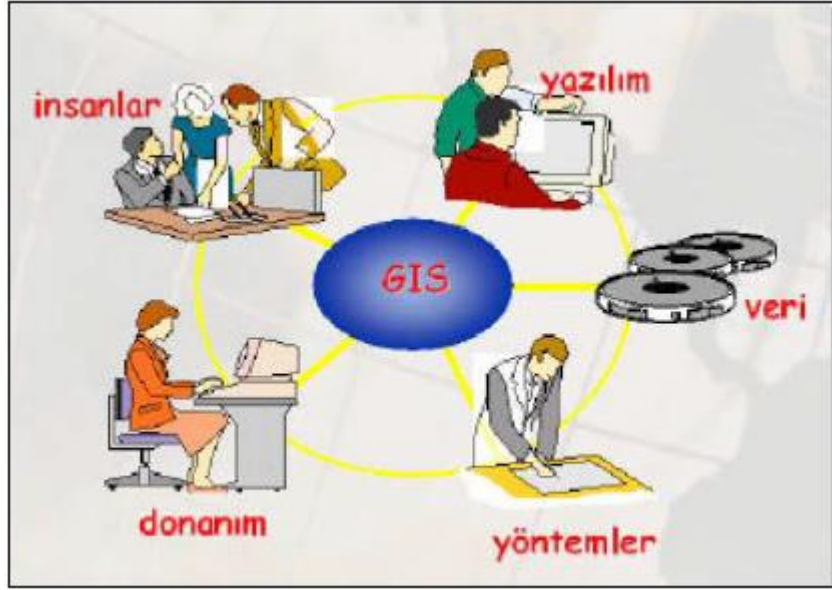 insanlar
yazılım
GIS
veri
donanım
yöntemler